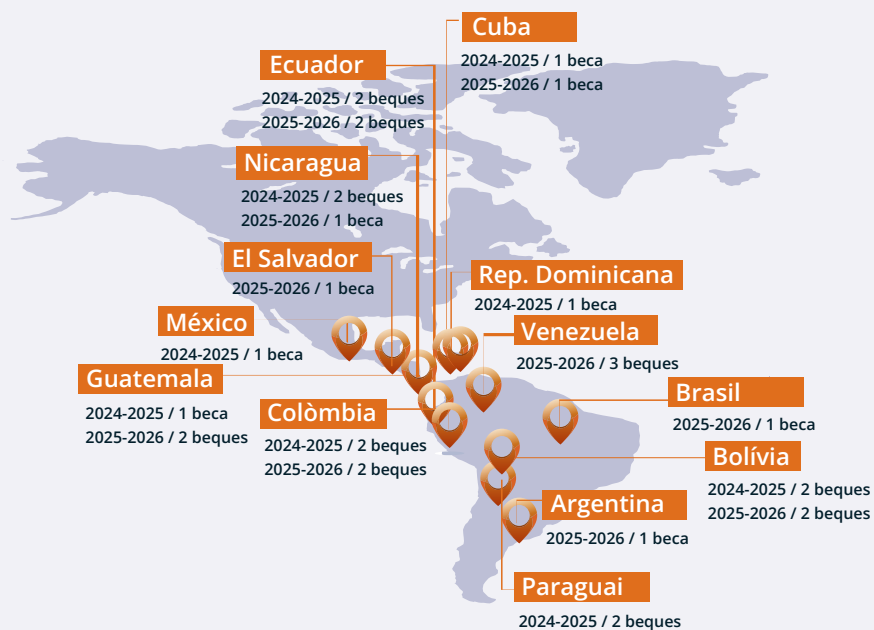 Cuba
2024-2025 / 1 beca
2025-2026 / 1 beca
Ecuador
2024-2025 / 2 beques
2025-2026 / 2 beques
Nicaragua
2024-2025 / 2 beques
2025-2026 / 1 beca
El Salvador
2025-2026 / 1 beca
Rep. Dominicana
2024-2025 / 1 beca
México
2024-2025 / 1 beca
Venezuela
2025-2026 / 3 beques
Guatemala
2024-2025 / 1 beca
2025-2026 / 2 beques
Brasil
2025-2026 / 1 beca
Colòmbia
2024-2025 / 2 beques
2025-2026 / 2 beques
Bolívia
2024-2025 / 2 beques
2025-2026 / 2 beques
Argentina
2025-2026 / 1 beca
Paraguai
2024-2025 / 2 beques